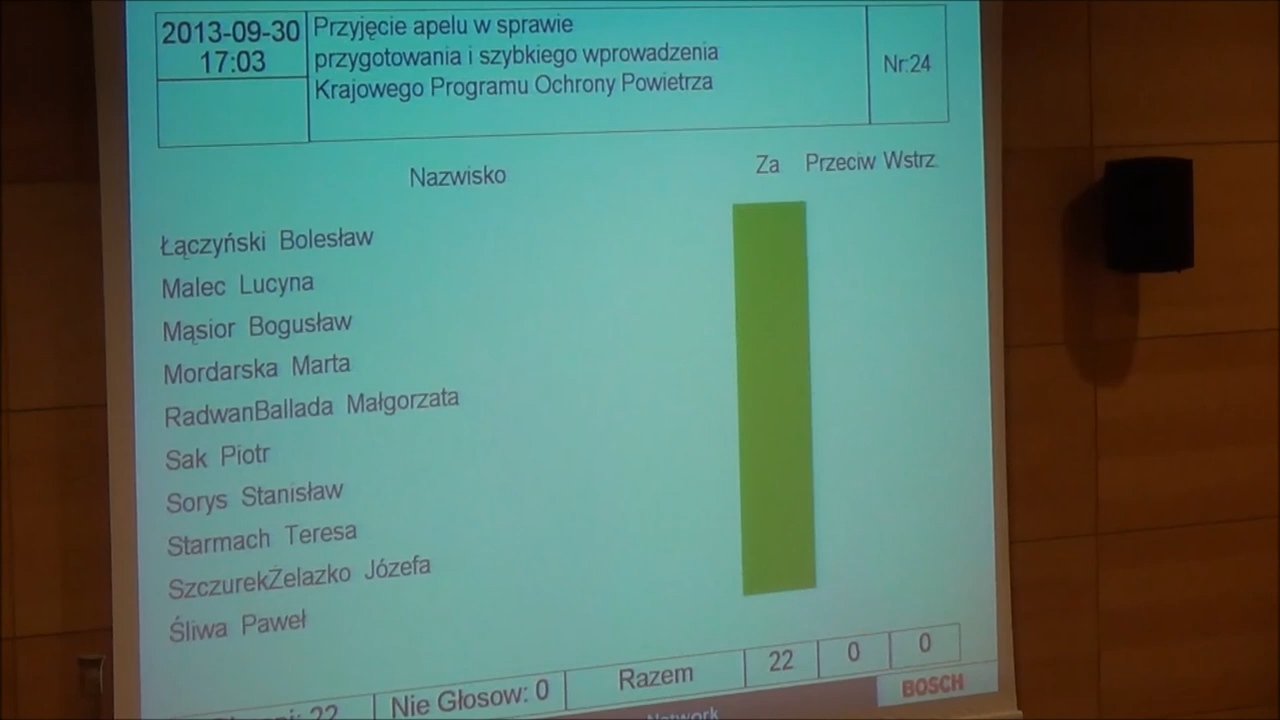 2013-09-30
17:03
Przyjęcie apelu w sprawie
przygotowania i szybkiego wprowadzenia
Krajowego Programu Ochrony Powietrza
Nr:24
Nazwisko Za Przeciw Wstrz.
Łączyński Bolesław
Malec Lucyna
Mąsior Bogusław
Mordarska Marta
RadwanBallada Małgorzata
Sak Piotr
Sorys Stanisław
Starmach Teresa
SzczurekŻelazko Józefa
Śliwa Paweł
22 Nie Głosow: 0 Razem 22 0 0
BOSCH
Network